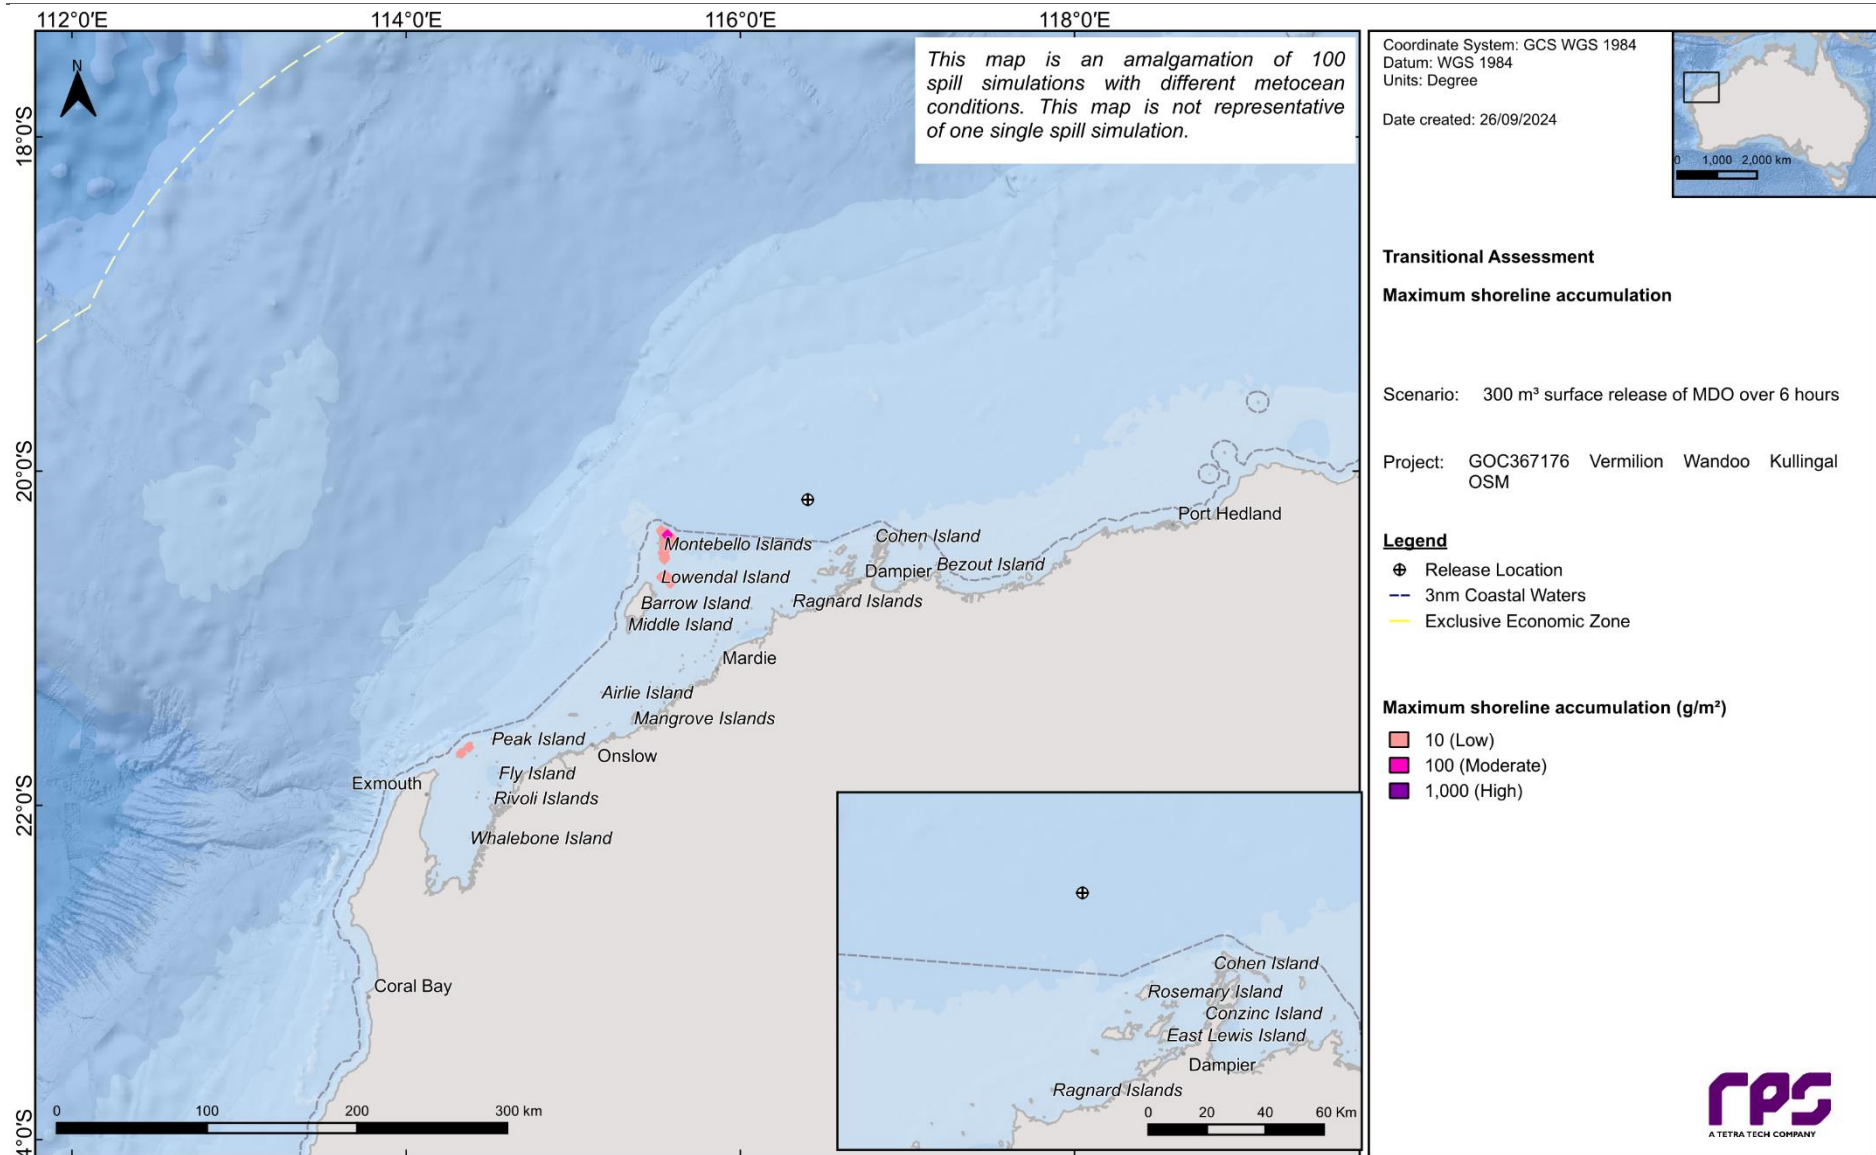 112°0'E
114°0'E
116°0'E
118°0'E
18°0'S
20°0'S
22°0'S
4°0'S
N
This map is an amalgamation of 100
spill simulations with different metocean
conditions. This map is not representative
of one single spill simulation.
Montebello Islands
Lowendal Island
Barrow Island
Middle Island
Cohen Island
Dampier
Bezout Island
Ragnard Islands
Port Hedland
Mardie
Airlie Island
Mangrove Islands
Peak Island
Onslow
Exmouth
Fly Island
Rivoli Islands
Whalebone Island
Coral Bay
0 100 200 300 km
Cohen Island
Rosemary Island
Conzinc Island
East Lewis Island
Dampier
Ragnard Islands
0 20 40 60 Km
Coordinate System: GCS WGS 1984
Datum: WGS 1984
Units: Degree
Date created: 26/09/2024
0 1,000 2,000 km
Transitional Assessment
Maximum shoreline accumulation
Scenario: 300 m³ surface release of MDO over 6 hours
Project: GOC367176 Vermilion Wandoo Kullingal
OSM
Legend
Release Location
3nm Coastal Waters
Exclusive Economic Zone
Maximum shoreline accumulation (g/m²)
10 (Low)
100 (Moderate)
1,000 (High)
rps
A TETRA TECH COMPANY